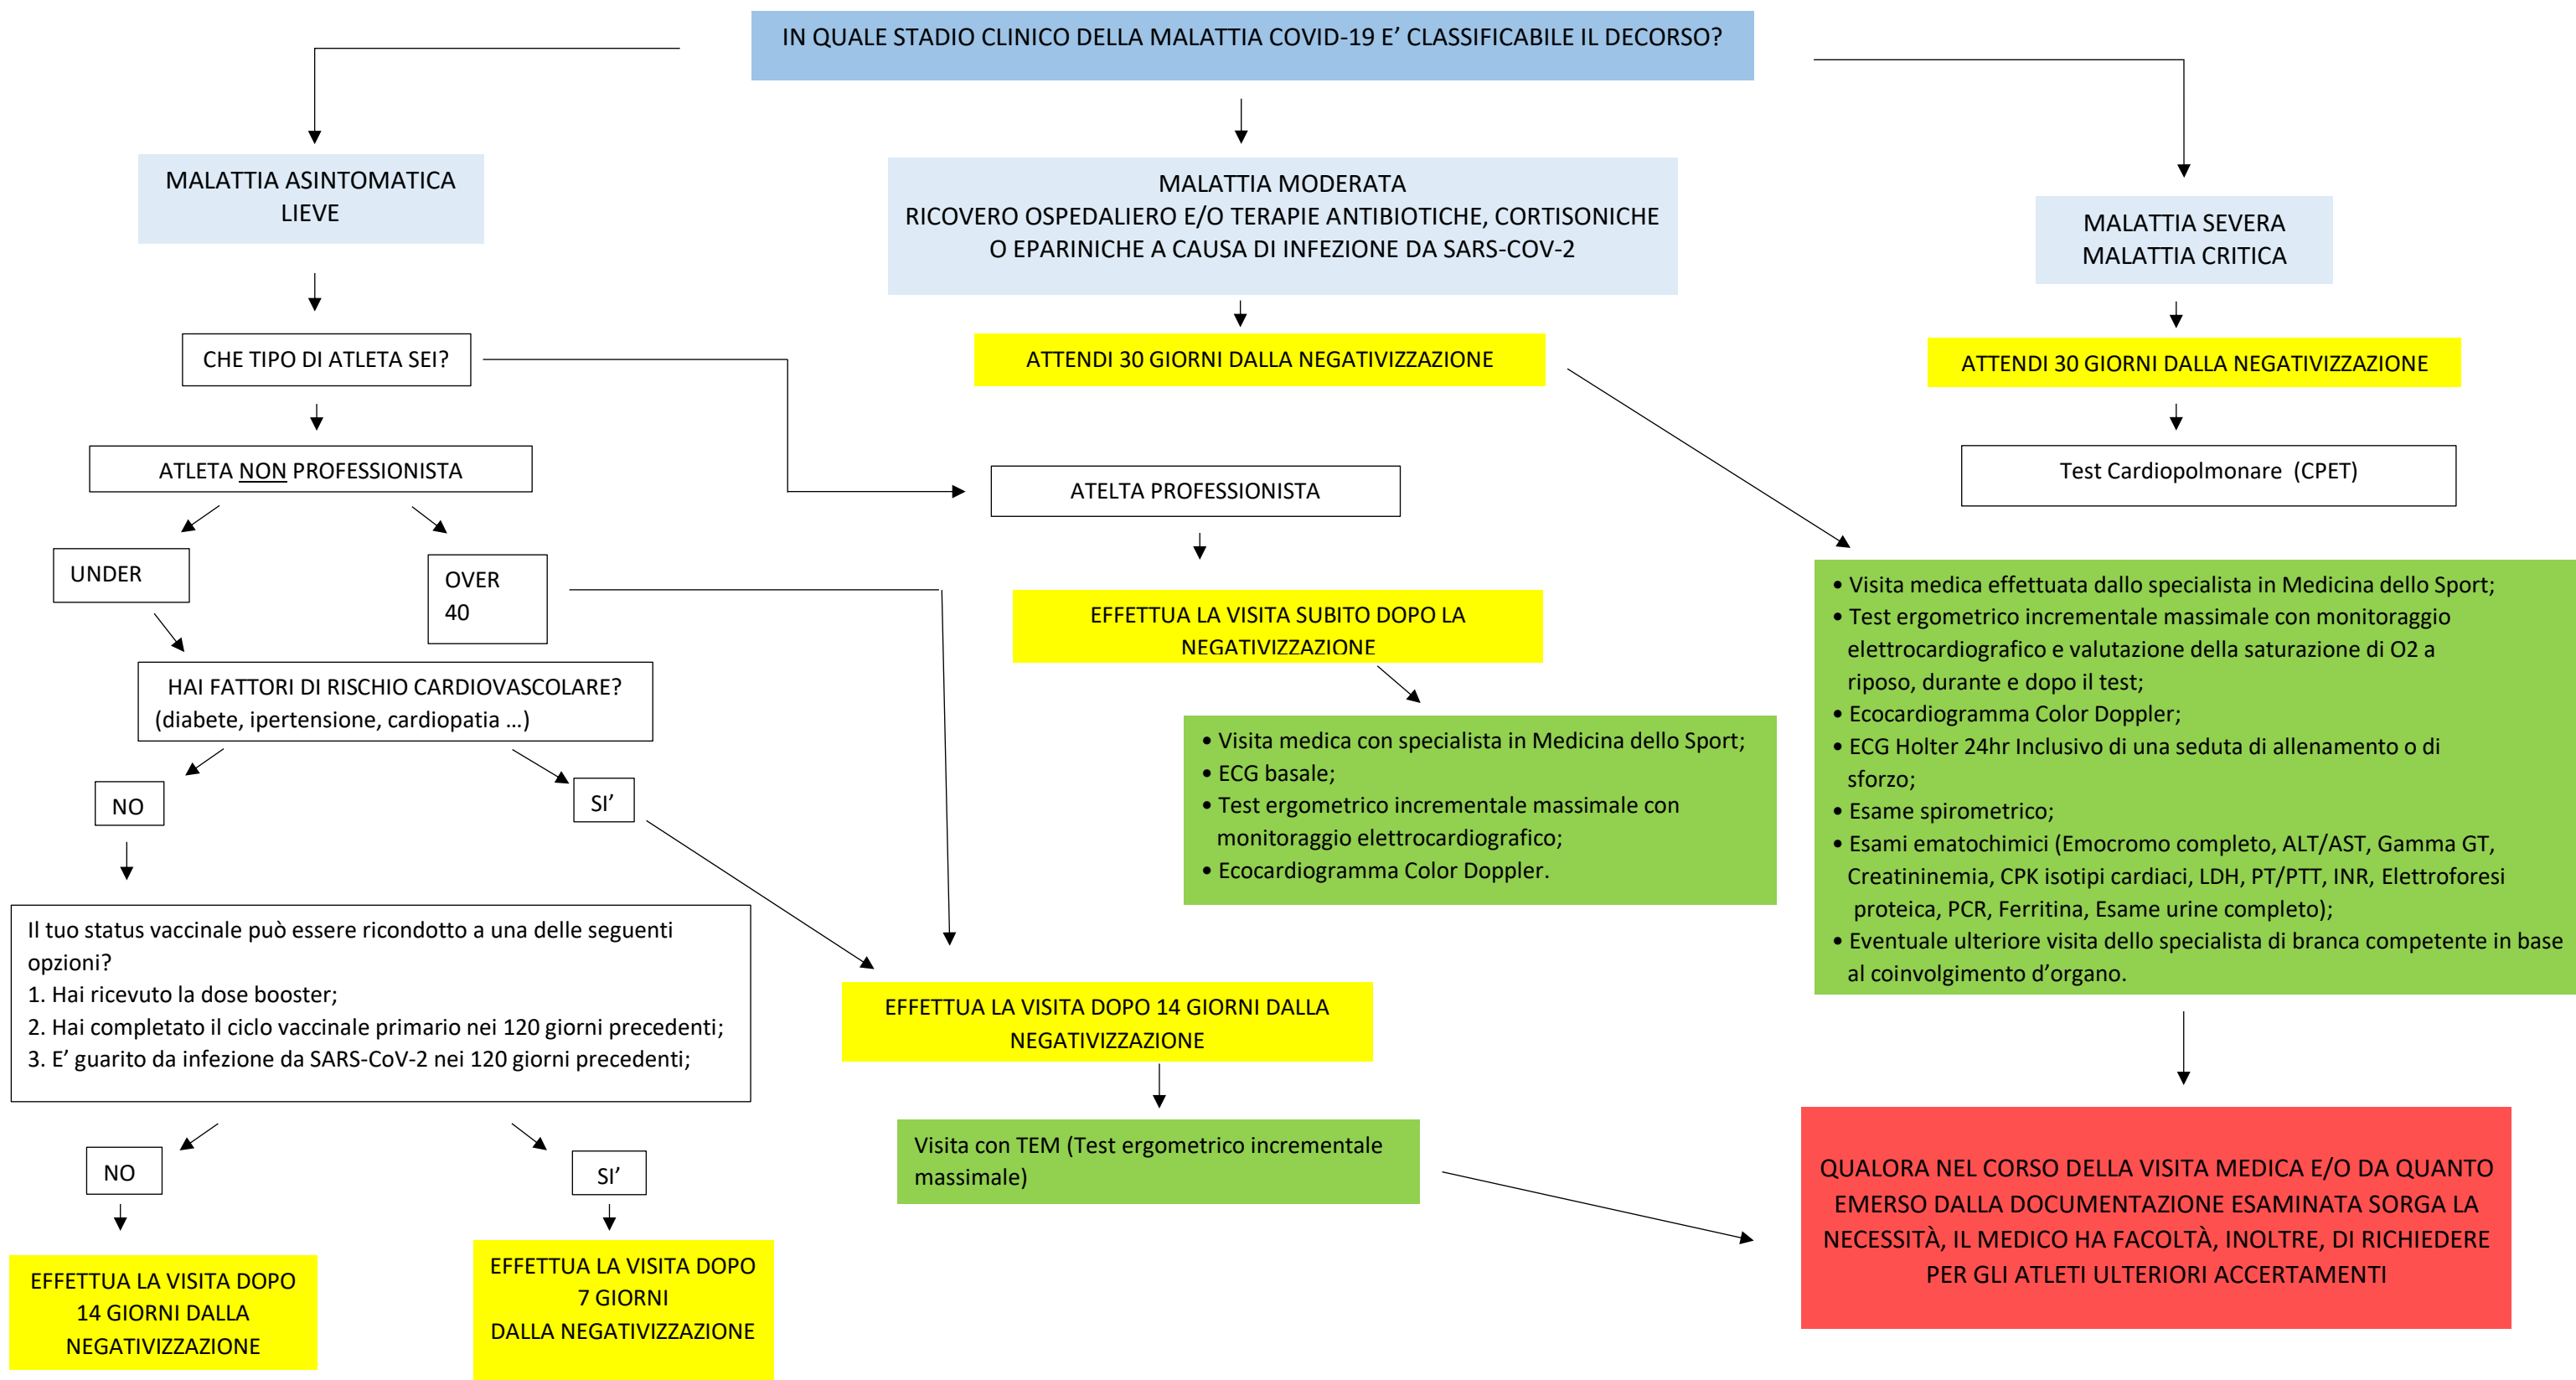 IN QUALE STADIO CLINICO DELLA MALATTIA COVID-19 E’ CLASSIFICABILE IL DECORSO?
MALATTIA ASINTOMATICA
LIEVE
MALATTIA MODERATA
RICOVERO OSPEDALIERO E/O TERAPIE ANTIBIOTICHE, CORTISONICHE
O EPARINICHE A CAUSA DI INFEZIONE DA SARS-COV-2
MALATTIA SEVERA
MALATTIA CRITICA
CHE TIPO DI ATLETA SEI?
ATTENDI 30 GIORNI DALLA NEGATIVIZZAZIONE
ATTENDI 30 GIORNI DALLA NEGATIVIZZAZIONE
ATLETA NON PROFESSIONISTA
ATELTA PROFESSIONISTA
Test Cardiopolmonare (CPET)
UNDER
OVER
40
EFFETTUA LA VISITA SUBITO DOPO LA
NEGATIVIZZAZIONE
HAI FATTORI DI RISCHIO CARDIOVASCOLARE?
(diabete, ipertensione, cardiopatia …)
• Visita medica con specialista in Medicina dello Sport;
• ECG basale;
• Test ergometrico incrementale massimale con
monitoraggio elettrocardiografico;
• Ecocardiogramma Color Doppler.
• Visita medica effettuata dallo specialista in Medicina dello Sport;
• Test ergometrico incrementale massimale con monitoraggio
elettrocardiografico e valutazione della saturazione di O2 a
riposo, durante e dopo il test;
• Ecocardiogramma Color Doppler;
• ECG Holter 24hr Inclusivo di una seduta di allenamento o di
sforzo;
• Esame spirometrico;
• Esami ematochimici (Emocromo completo, ALT/AST, Gamma GT,
Creatininemia, CPK isotipi cardiaci, LDH, PT/PTT, INR, Elettroforesi
proteica, PCR, Ferritina, Esame urine completo);
• Eventuale ulteriore visita dello specialista di branca competente in base
al coinvolgimento d’organo.
NO
SI’
Il tuo status vaccinale può essere ricondotto a una delle seguenti
opzioni?
1. Hai ricevuto la dose booster;
2. Hai completato il ciclo vaccinale primario nei 120 giorni precedenti;
3. E’ guarito da infezione da SARS-CoV-2 nei 120 giorni precedenti;
EFFETTUA LA VISITA DOPO 14 GIORNI DALLA
NEGATIVIZZAZIONE
Visita con TEM (Test ergometrico incrementale
massimale)
NO
SI’
EFFETTUA LA VISITA DOPO
14 GIORNI DALLA
NEGATIVIZZAZIONE
EFFETTUA LA VISITA DOPO
7 GIORNI
DALLA NEGATIVIZZAZIONE
QUALORA NEL CORSO DELLA VISITA MEDICA E/O DA QUANTO
EMERSO DALLA DOCUMENTAZIONE ESAMINATA SORGA LA
NECESSITÀ, IL MEDICO HA FACOLTÀ, INOLTRE, DI RICHIEDERE
PER GLI ATLETI ULTERIORI ACCERTAMENTI